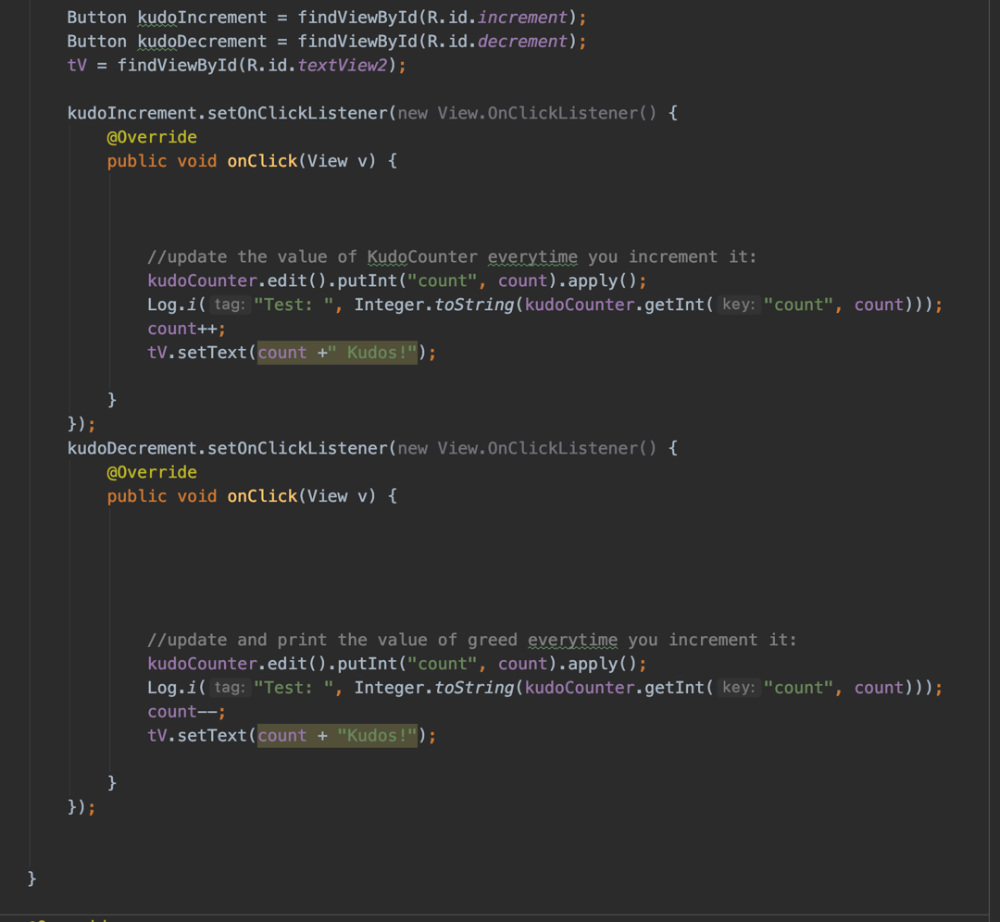 Button kudoIncrement = findViewById(R.id.increment);
Button kudoDecrement = findViewById(R.id.decrement);
tV = findViewById(R.id.textView2);
kudoIncrement.setOnClickListener(new View.OnClickListener() {
@Override
public void onClick(View v) {
//update the value of KudoCounter everytime you increment it:
kudoCounter.edit().putInt("count", count).apply();
Log.i( tag: "Test: ", Integer.toString(kudoCounter.getInt( key: "count", count)));
count++;
tV.setText(count +" Kudos!");
}
});
kudoDecrement.setOnClickListener(new View.OnClickListener() {
@Override
public void onClick(View v) {
//update and print the value of greed everytime you increment it:
kudoCounter.edit().putInt("count", count).apply();
Log.i( tag: "Test: ", Integer.toString(kudoCounter.getInt( key: "count", count)));
count--;
tV.setText(count + "Kudos!");
}
});
}